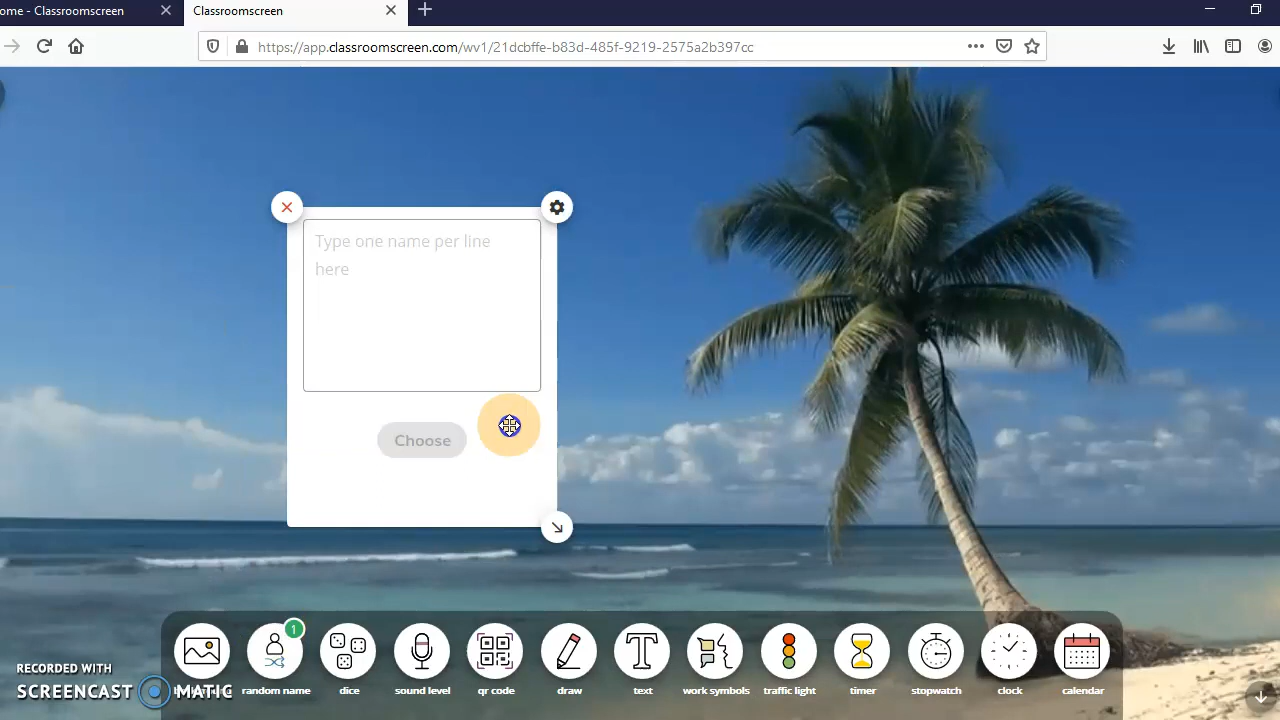 ome - Classroomscreen
Classroomscreen
https://app.classroomscreen.com/wv1/21dcbffe-b83d-485f-9219-2575a2b397cc
Type one name per line
here
Choose
1
random name
dice
sound level
qr code
draw
text
work symbols
traffic light
timer
stopwatch
clock
calendar
RECORDED WITH
SCREENCAST MATIC